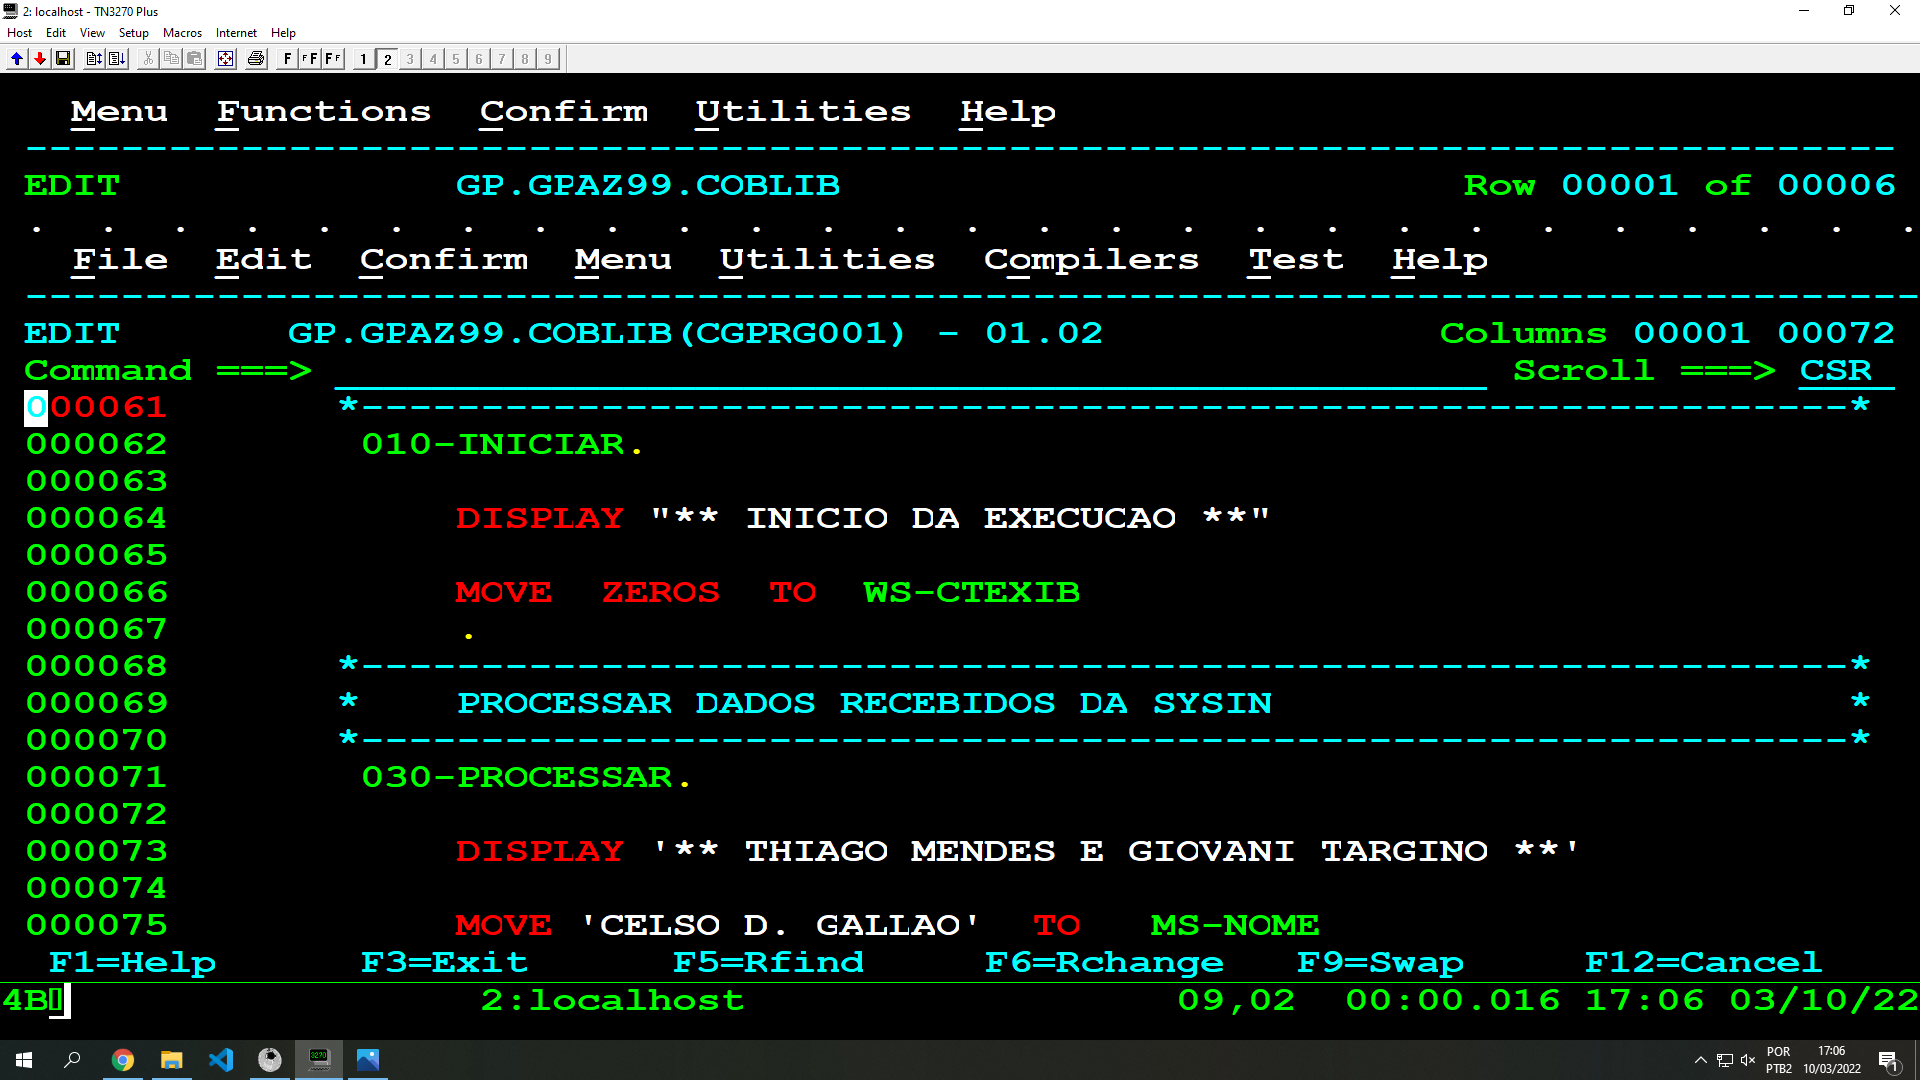 2: localhost - TN3270 Plus
Host Edit View Setup Macros Internet Help
F FF FF 1 2 3 4 5 6 7 8 9
Menu Functions Confirm Utilities Help
--------------------------------------------------------------------------------
EDIT GP.GPAZ99.COBLIB Row 00001 of 00006
. . . . . . . . . . . . . . . . . . . . . . . . . . .
File Edit Confirm Menu Utilities Compilers Test Help
--------------------------------------------------------------------------------
EDIT GP.GPAZ99.COBLIB(CGPRG001) - 01.02 Columns 00001 00072
Command ===> Scroll ===> CSR
000061 *--------------------------------------------------------------*
000062 010-INICIAR.
000063
000064 DISPLAY "** INICIO DA EXECUCAO **"
000065
000066 MOVE ZEROS TO WS-CTEXIB
000067 .
000068 *--------------------------------------------------------------*
000069 * PROCESSAR DADOS RECEBIDOS DA SYSIN *
000070 *--------------------------------------------------------------*
000071 030-PROCESSAR.
000072
000073 DISPLAY '** THIAGO MENDES E GIOVANI TARGINO **'
000074
000075 MOVE 'CELSO D. GALLAO' TO MS-NOME
F1=Help F3=Exit F5=Rfind F6=Rchange F9=Swap F12=Cancel
4B 2:localhost 09,02 00:00.016 17:06 03/10/22
3270
POR
PTB2
17:06
10/03/2022
1